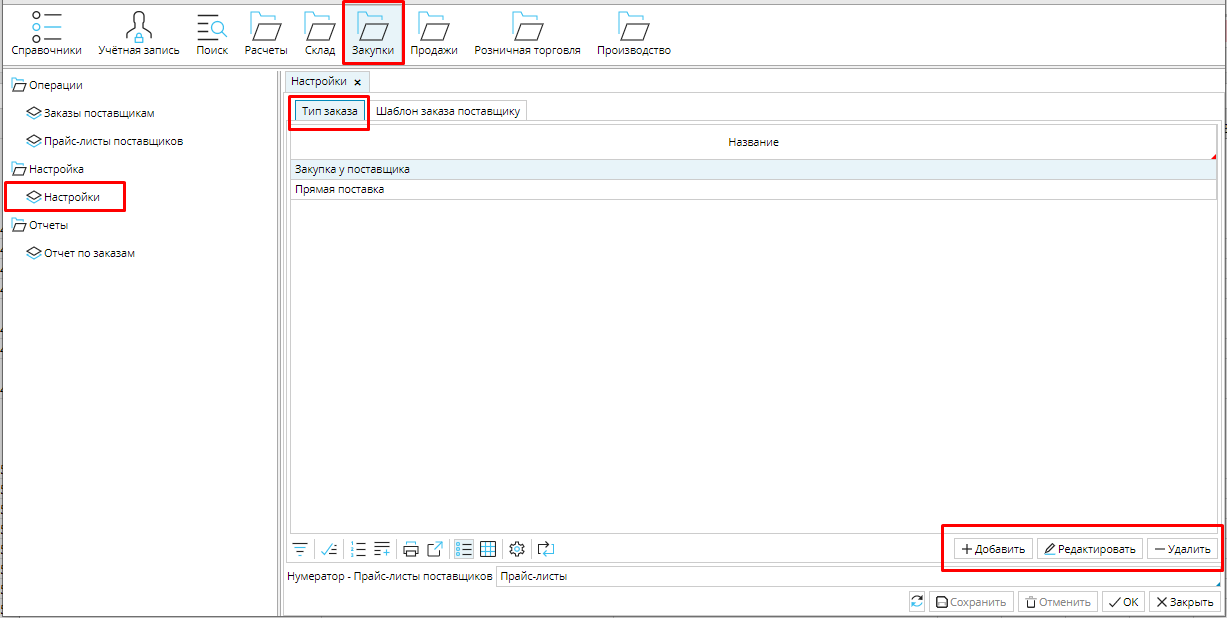 Справочники Учётная запись Поиск Расчеты Склад Закупки Продажи Розничная торговля Производство
Операции
Заказы поставщикам
Прайс-листы поставщиков
Настройка
Настройки
Отчеты
Отчет по заказам
Настройки
Тип заказа Шаблон заказа поставщику
Название
Закупка у поставщика
Прямая поставка
Добавить Редактировать Удалить
Нумератор - Прайс-листы поставщиков Прайс-листы
Сохранить Отменить OK Закрыть